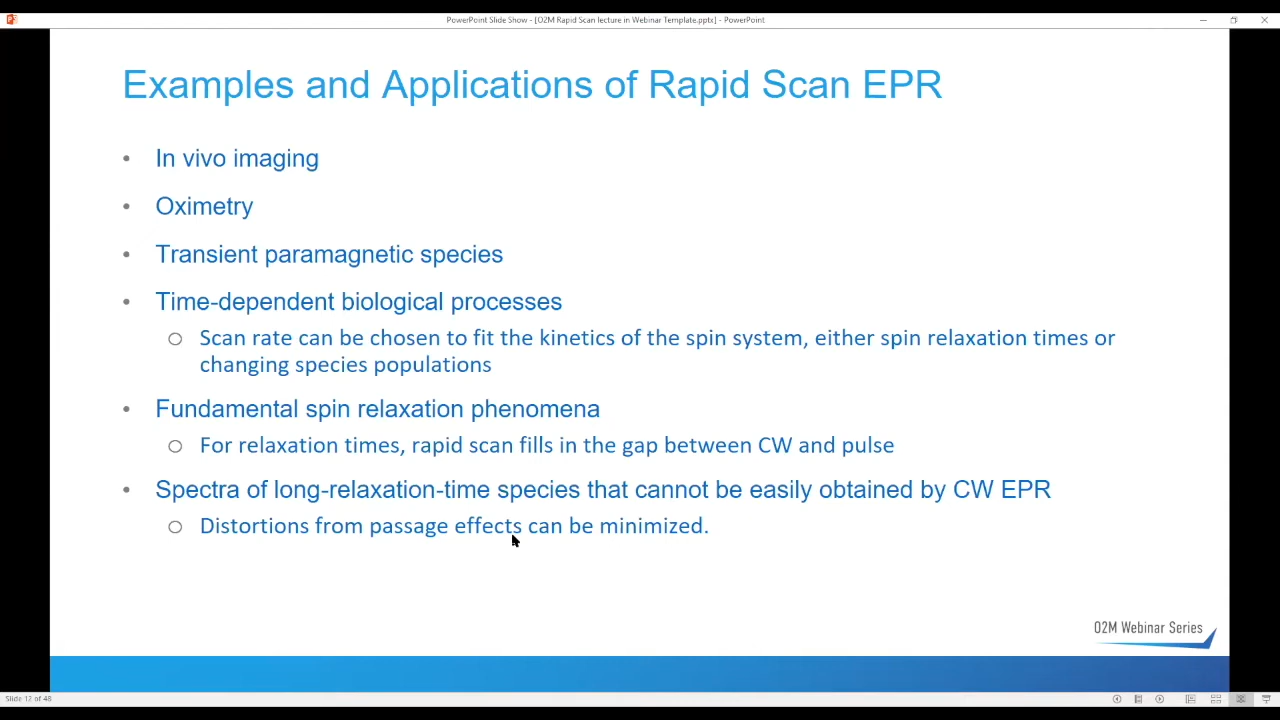 PowerPoint Slide Show - [O2M Rapid Scan lecture in Webinar Template.pptx] - PowerPoint
Examples and Applications of Rapid Scan EPR
• In vivo imaging
• Oximetry
• Transient paramagnetic species
• Time-dependent biological processes
○ Scan rate can be chosen to fit the kinetics of the spin system, either spin relaxation times or
changing species populations
• Fundamental spin relaxation phenomena
○ For relaxation times, rapid scan fills in the gap between CW and pulse
• Spectra of long-relaxation-time species that cannot be easily obtained by CW EPR
○ Distortions from passage effects can be minimized.
O2M Webinar Series
Slide 12 of 48